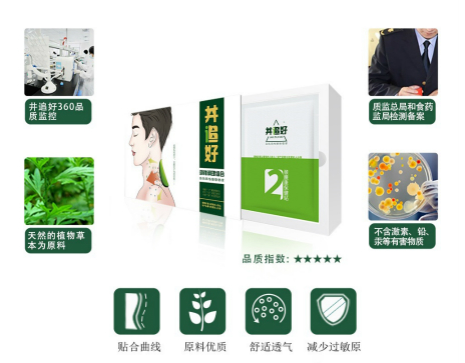 井追好360品
质监控
质监总局和食药
监局检测备案
井追好
井追好
2
天然的植物草
本为原料
不含激素、铅、
汞等有害物质
品质指数: ★★★★★
贴合曲线
原料优质
舒适透气
减少过敏原